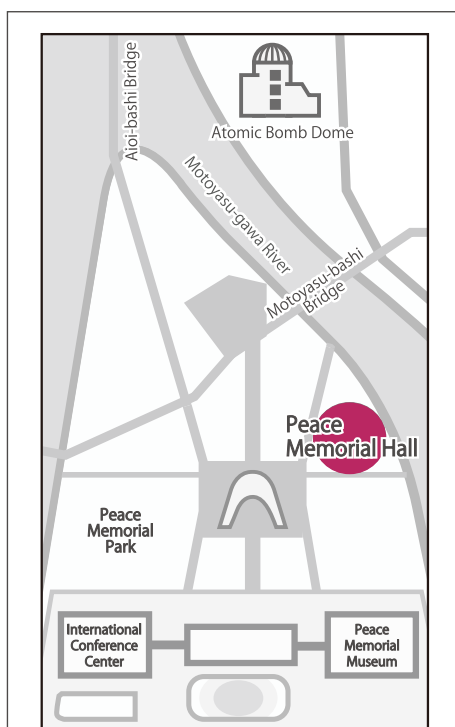 Aioi-bashi Bridge
Atomic Bomb Dome
Motoyasu-gawa River
Motoyasu-bashi
Bridge
Peace
Memorial Hall
Peace
Memorial
Park
International
Conference
Center
Peace
Memorial
Museum